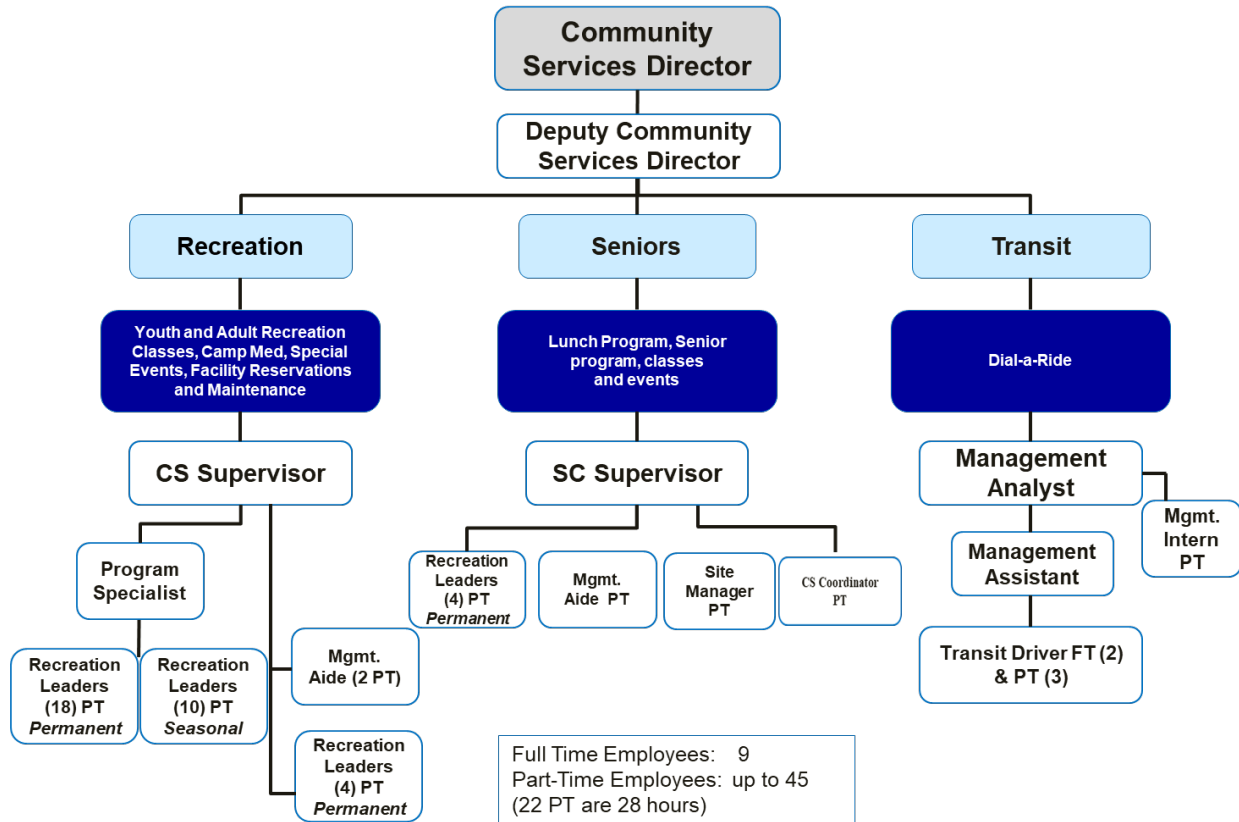 Community
Services Director
Deputy Community
Services Director
Recreation
Seniors
Transit
Youth and Adult Recreation
Classes, Camp Med, Special
Events, Facility Reservations
and Maintenance
Lunch Program, Senior
program, classes
and events
Dial-a-Ride
CS Supervisor
SC Supervisor
Management
Analyst
Mgmt.
Intern
PT
Program
Specialist
Recreation
Leaders
(4) PT
Permanent
Mgmt.
Aide PT
Site
Manager
PT
CS Coordinator
PT
Management
Assistant
Recreation
Leaders
(18) PT
Permanent
Recreation
Leaders
(10) PT
Seasonal
Mgmt.
Aide (2 PT)
Transit Driver FT (2)
& PT (3)
Recreation
Leaders
(4) PT
Permanent
Full Time Employees: 9
Part-Time Employees: up to 45
(22 PT are 28 hours)